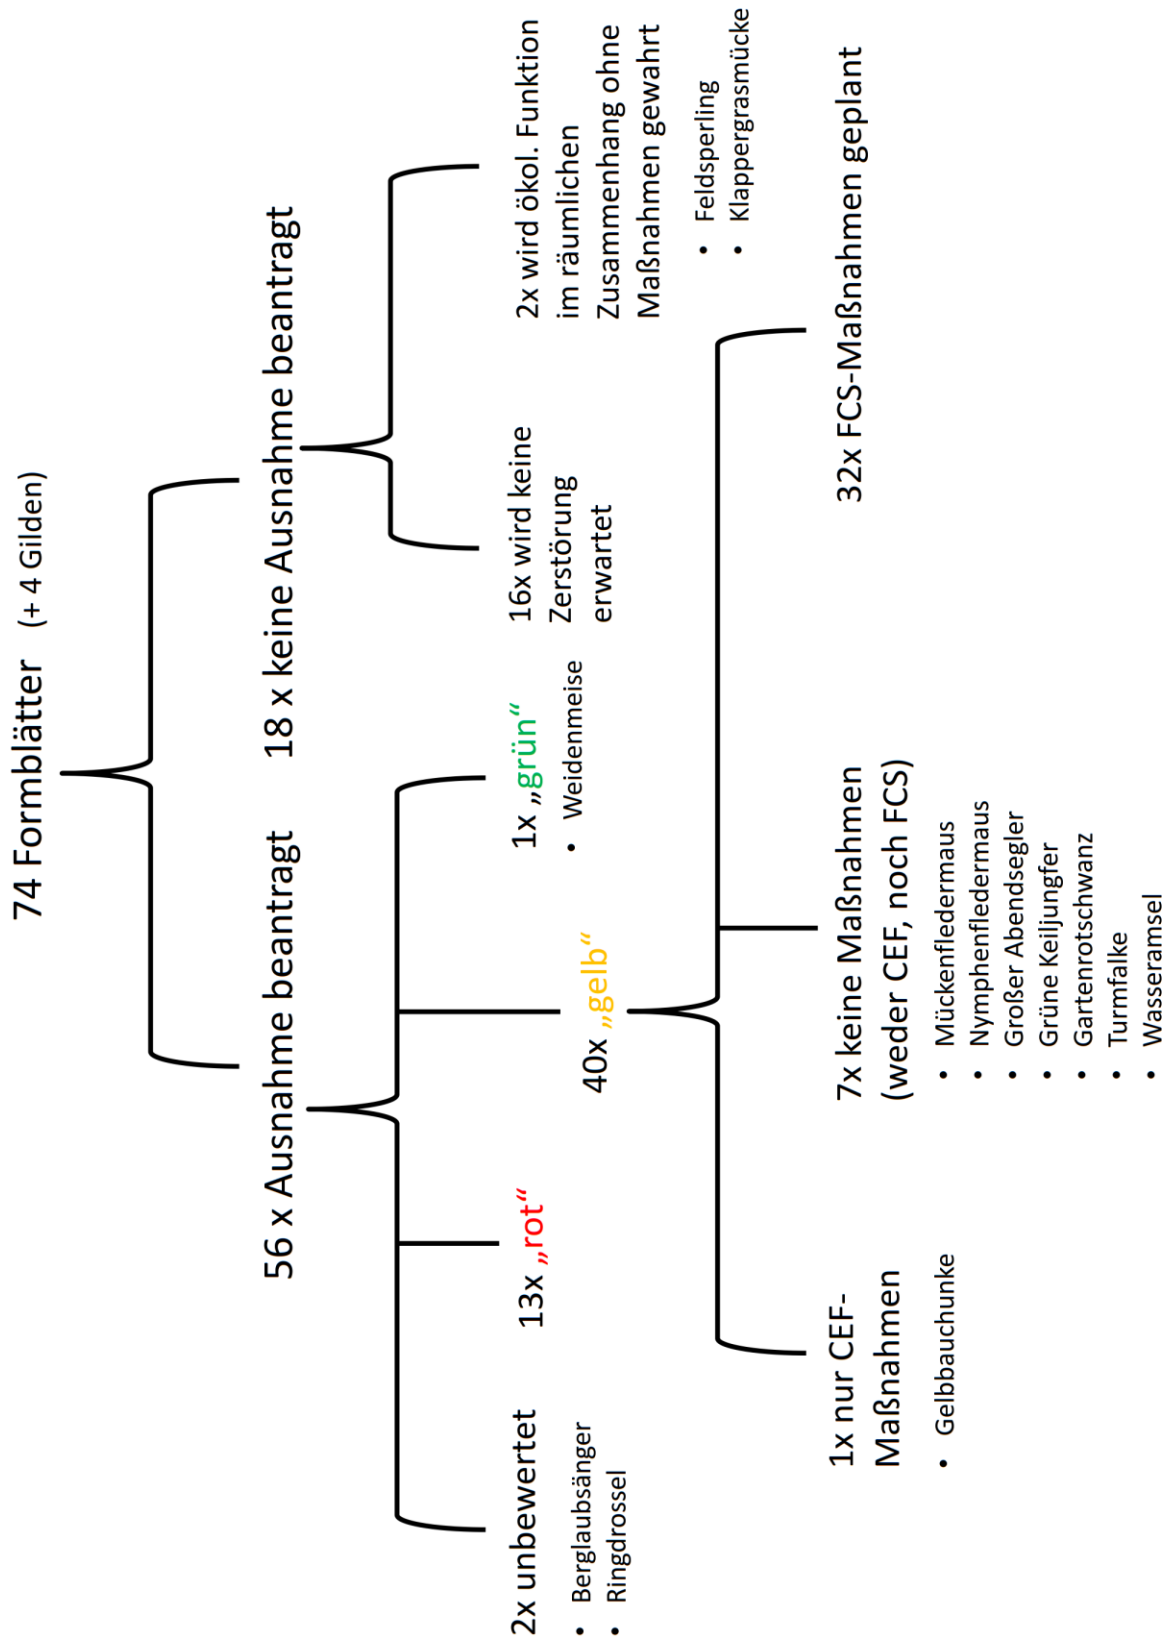 74 Formblätter (+ 4 Gilden)
56 x Ausnahme beantragt
18 x keine Ausnahme beantragt
2x unbewertet
• Berglaubsänger
• Ringdrossel
13x „rot“
40x „gelb“
1x „grün“
• Weidenmeise
16x wird keine
Zerstörung
erwartet
2x wird ökol. Funktion
im räumlichen
Zusammenhang ohne
Maßnahmen gewahrt
• Feldsperling
• Klappergrasmücke
1x nur CEF-
Maßnahmen
• Gelbbauchunke
7x keine Maßnahmen
(weder CEF, noch FCS)
• Mückenfledermaus
• Nymphenfledermaus
• Großer Abendsegler
• Grüne Keiljungfer
• Gartenrotschwanz
• Turmfalke
• Wasseramsel
32x FCS-Maßnahmen geplant